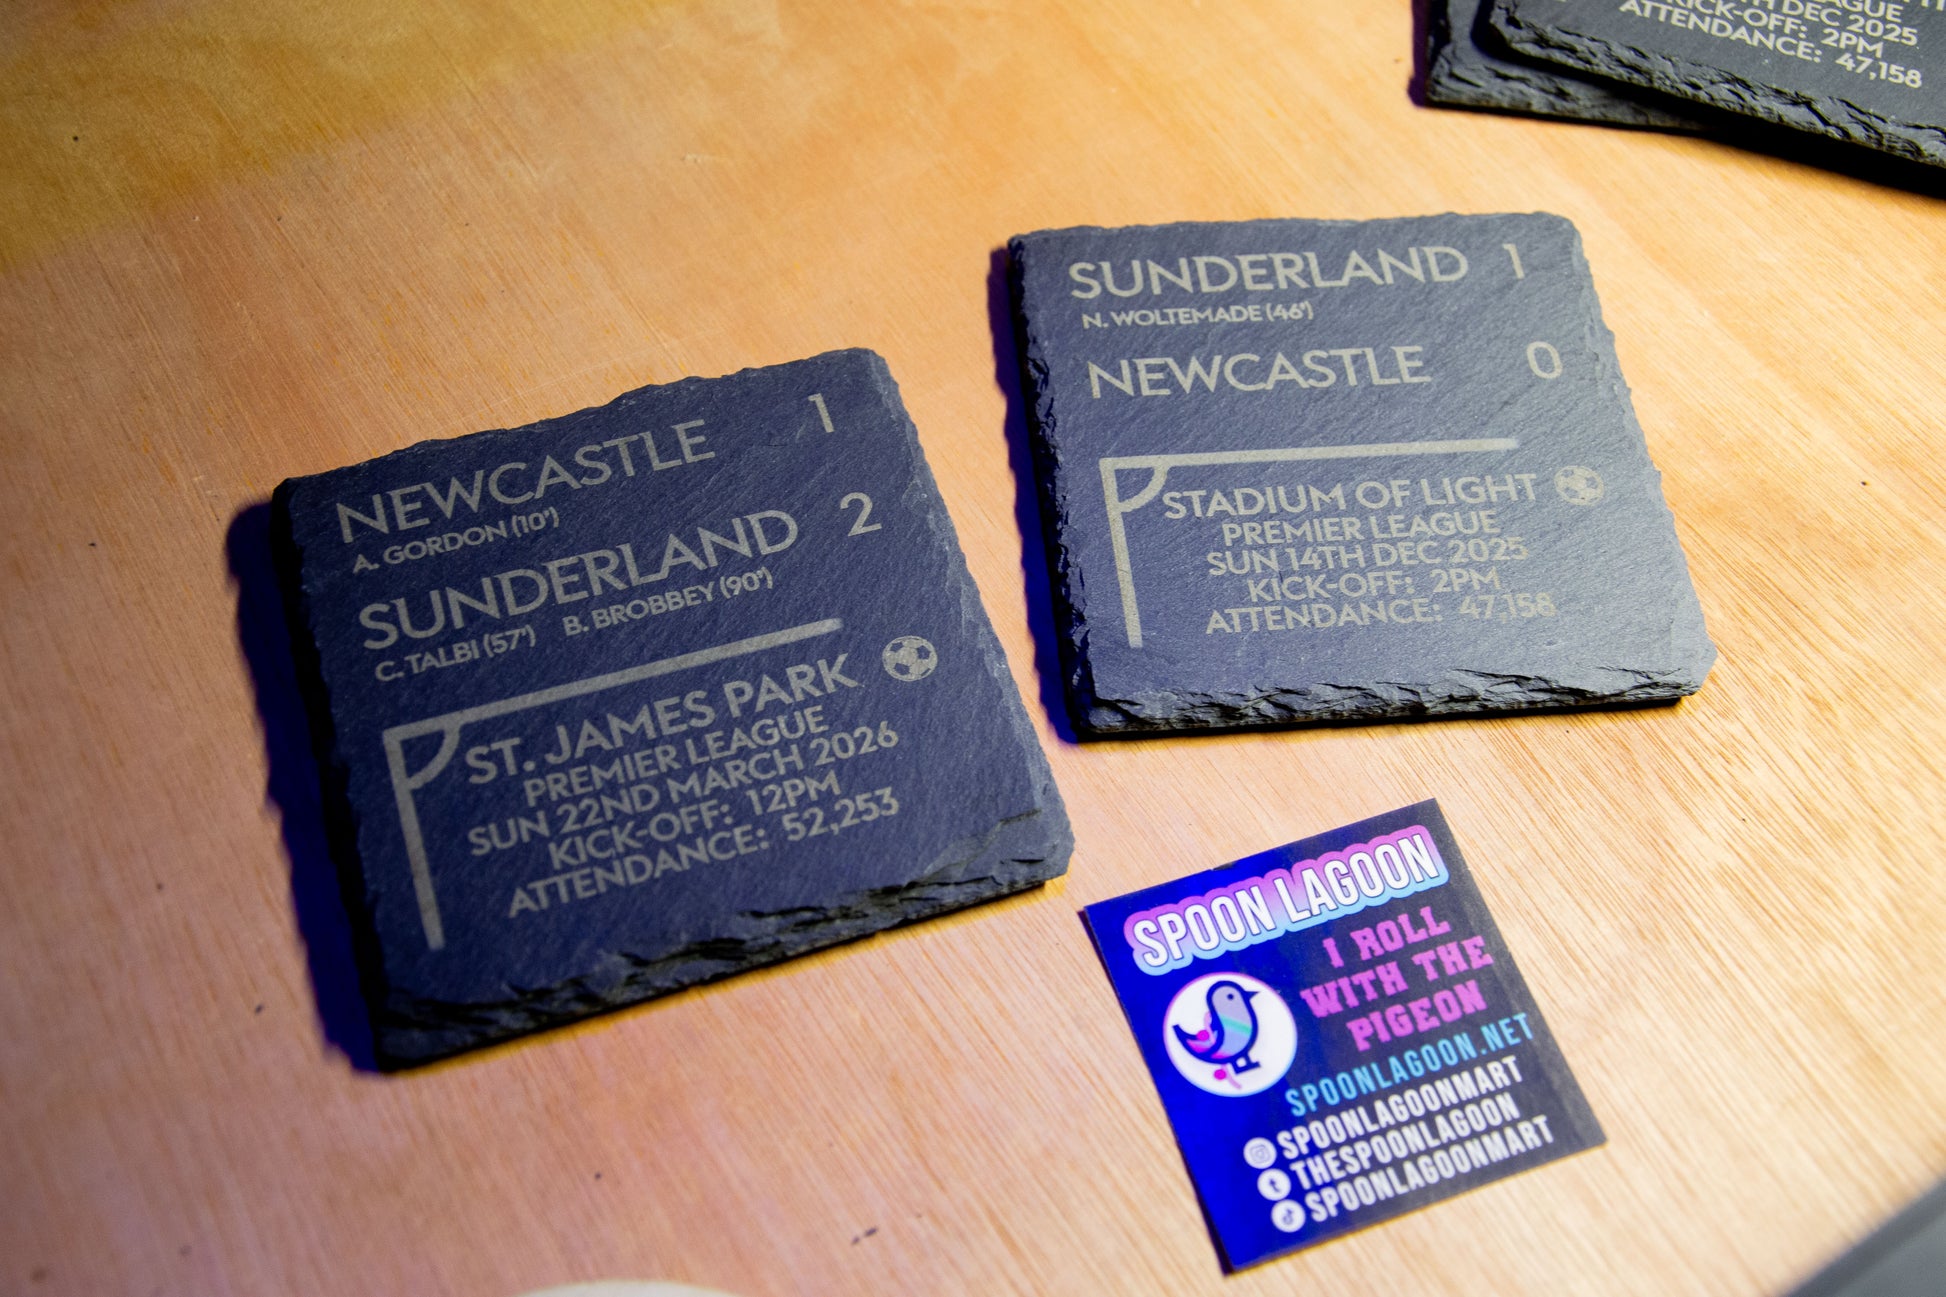 NEWCASTLE 1
A. GORDON (10')
SUNDERLAND 2
C. TALBI (57') B. BROBBEY (90')
ST. JAMES PARK
PREMIER LEAGUE
SUN 22ND MARCH 2026
KICK-OFF: 12PM
ATTENDANCE: 52,253
SUNDERLAND 1
N. WOLTEMADE (46')
NEWCASTLE 0
STADIUM OF LIGHT
PREMIER LEAGUE
SUN 14TH DEC 2025
KICK-OFF: 2PM
ATTENDANCE: 47,158
DEC 2025
KICK-OFF: 2PM
ATTENDANCE: 47,158
SPOON LAGOON
I ROLL
WITH THE
PIGEON
SPOONLAGOON.NET
SPOONLAGOONMART
THESPOONLAGOON
SPOONLAGOONMART